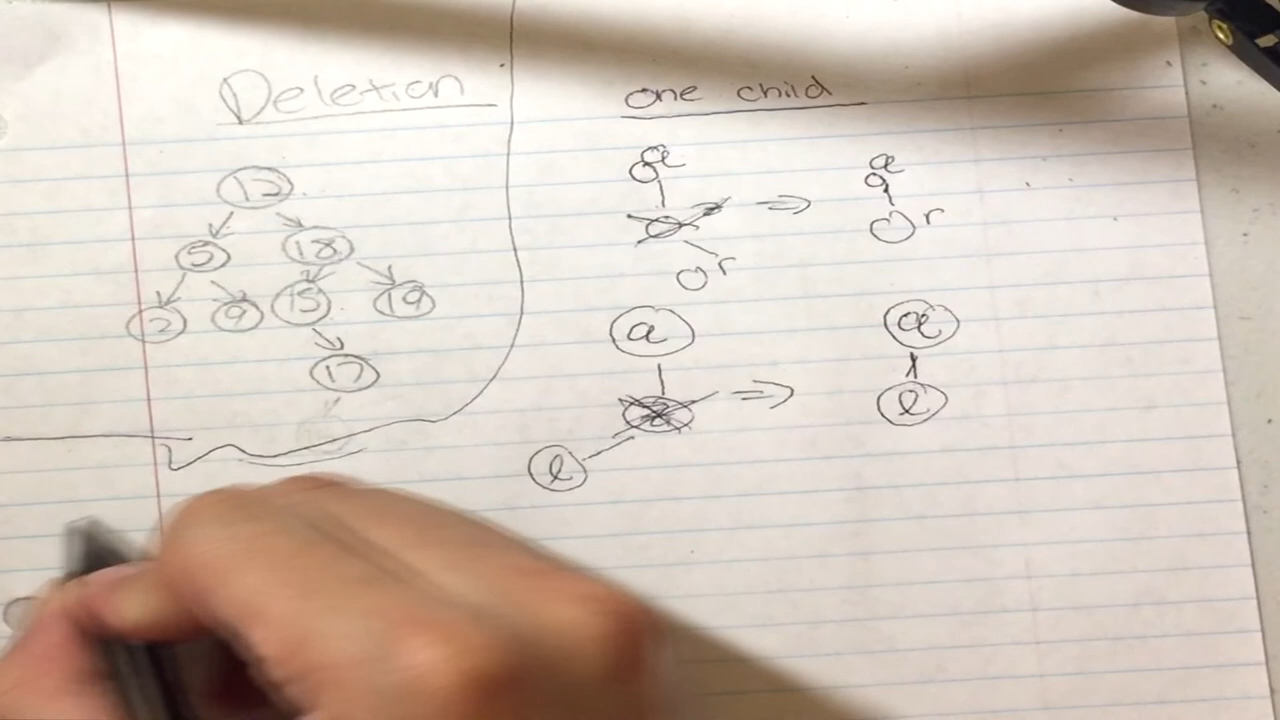 Deletion
12
5 18
2 9 15 19
17
one child
a a
r r
a a
l l